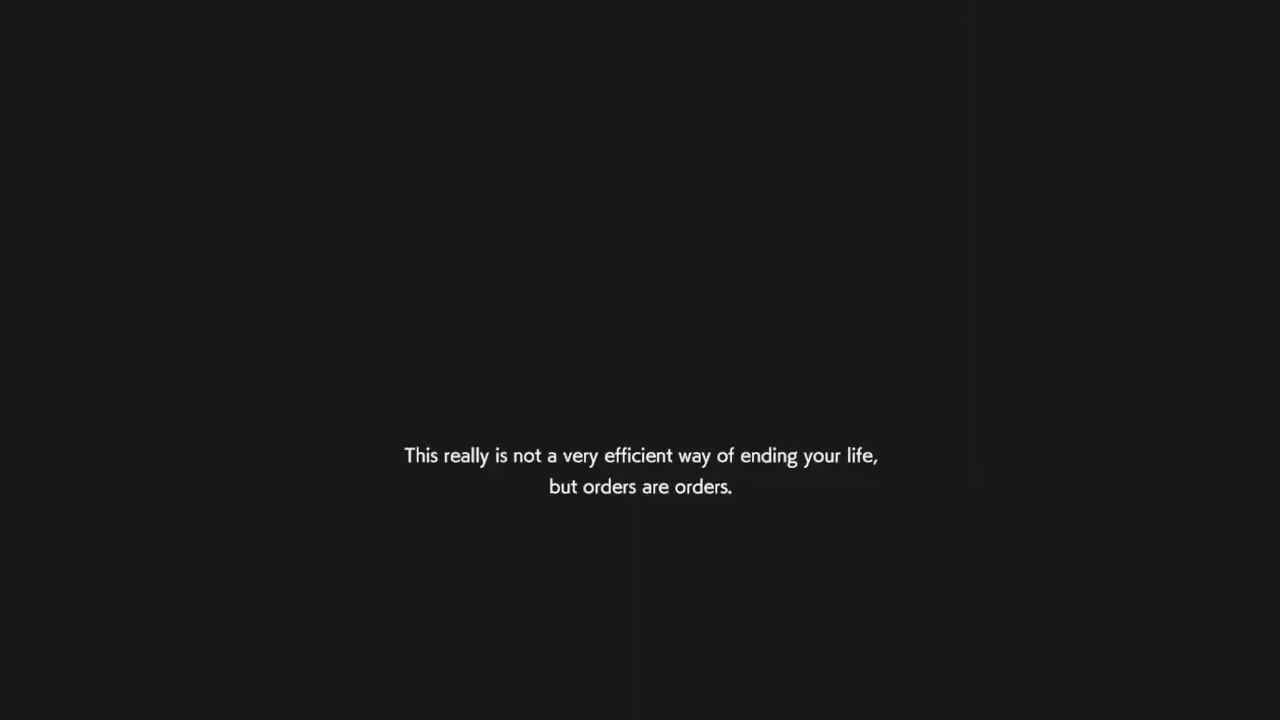 This really is not a very efficient way of ending your life,
but orders are orders.